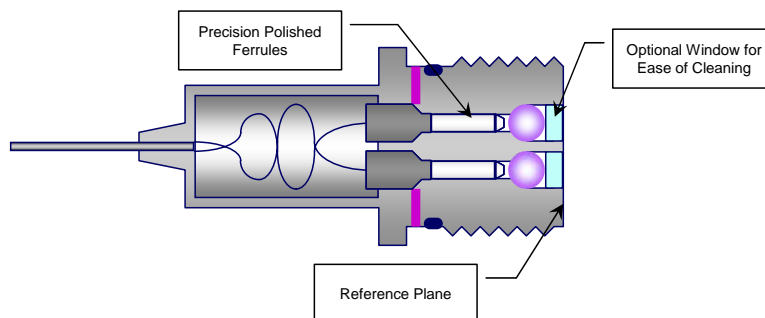 Precision Polished
Ferrules
Optional Window for
Ease of Cleaning
Reference Plane